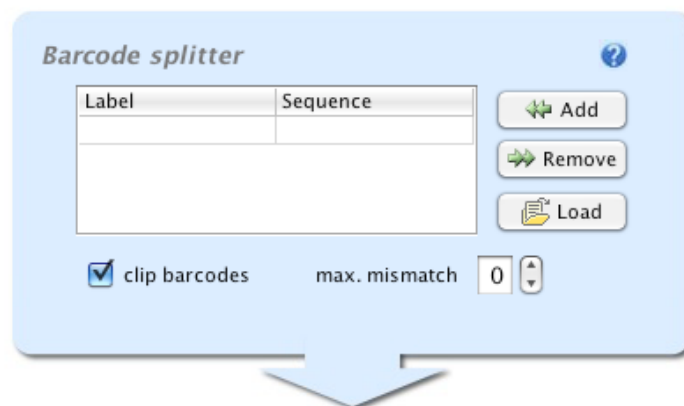 Barcode splitter
?
Label Sequence
Add
Remove
Load
clip barcodes max. mismatch 0